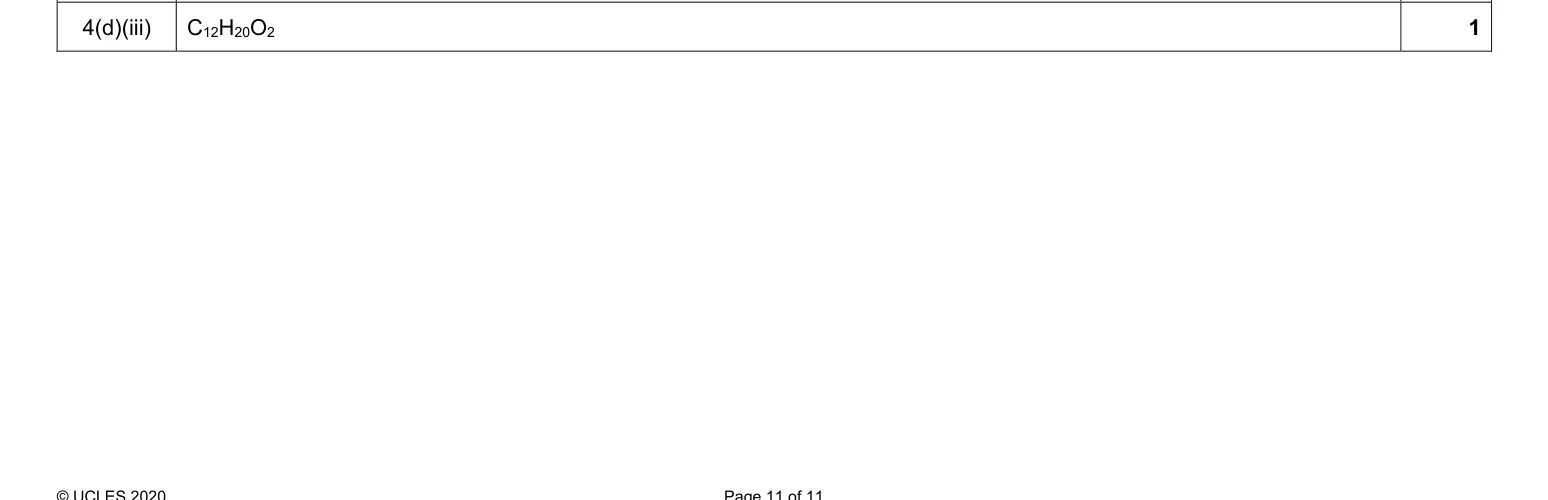 4(d)(iii) C₁₂H₂₀O₂ 1
© UCLES 2020 Page 11 of 11